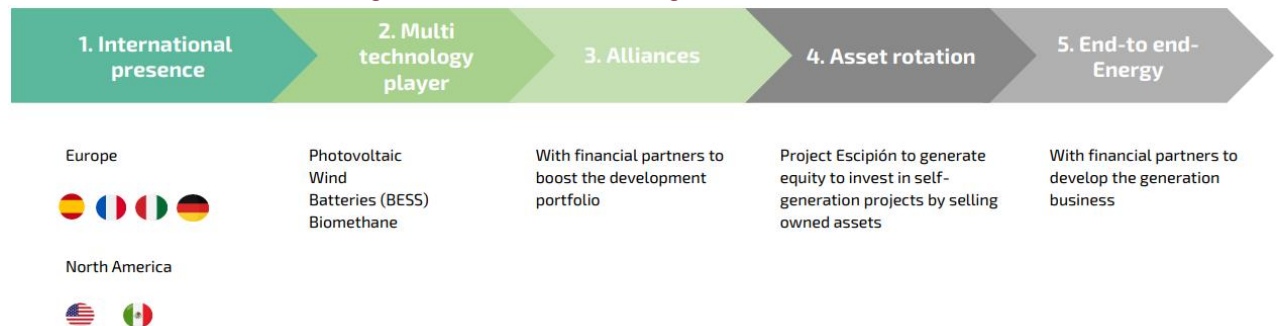 1. International
presence
2. Multi
technology
player
3. Alliances
4. Asset rotation
5. End-to end-
Energy
Europe
North America
Photovoltaic
Wind
Batteries (BESS)
Biomethane
With financial partners to
boost the development
portfolio
Project Escipión to generate
equity to invest in self-
generation projects by selling
owned assets
With financial partners to
develop the generation
business